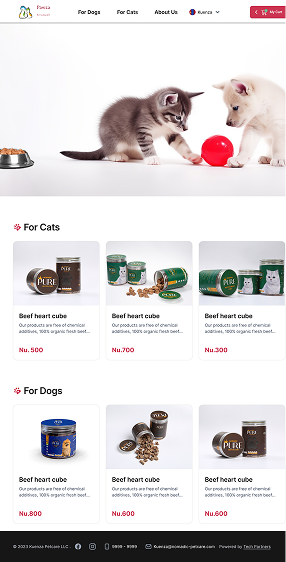 For Dogs
For Cats
About Us
Kuenza
My Cart
For Cats
Beef heart cube
Our products are free of chemical
additives, 100% organic fresh beef...
Nu. 500
PURE
Beef heart cube
Our products are free of chemical
additives, 100% organic fresh beef...
Nu.700
Beef heart cube
Our products are free of chemical
additives, 100% organic fresh beef...
Nu.300
PURE
For Dogs
Beef heart cube
Our products are free of chemical
additives, 100% organic fresh beef...
Nu.800
Beef heart cube
Our products are free of chemical
additives, 100% organic fresh beef...
Nu.600
Beef heart cube
Our products are free of chemical
additives, 100% organic fresh beef...
Nu.600
PURE
© 2023 Kuenza Petcare LLC .
9999 - 9999
Kuenza@nomadic-petcare.com
Powered by Tech Partners